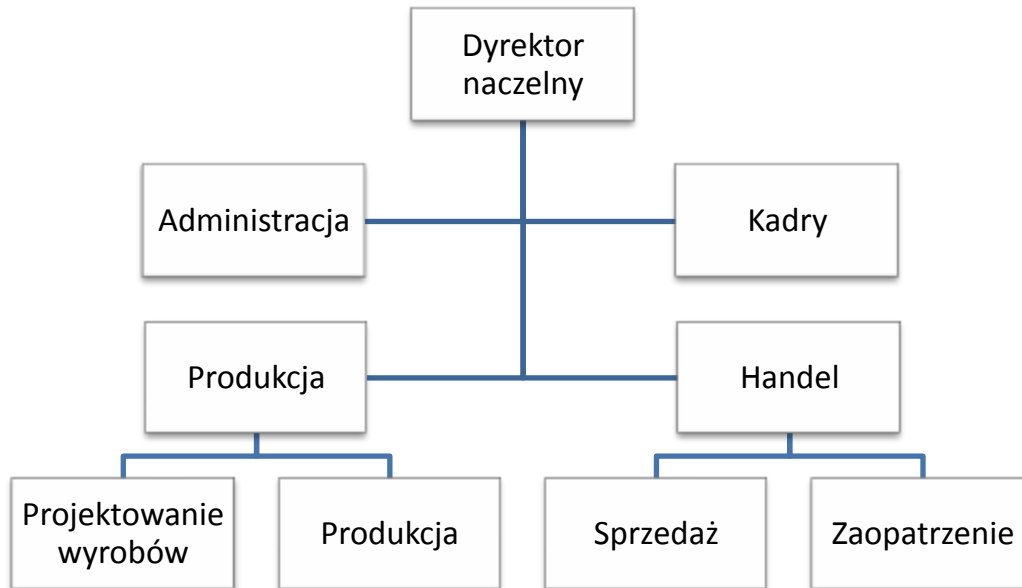 Dyrektor
naczelny
Administracja
Kadry
Produkcja
Handel
Projektowanie
wyrobów
Produkcja
Sprzedaż
Zaopatrzenie